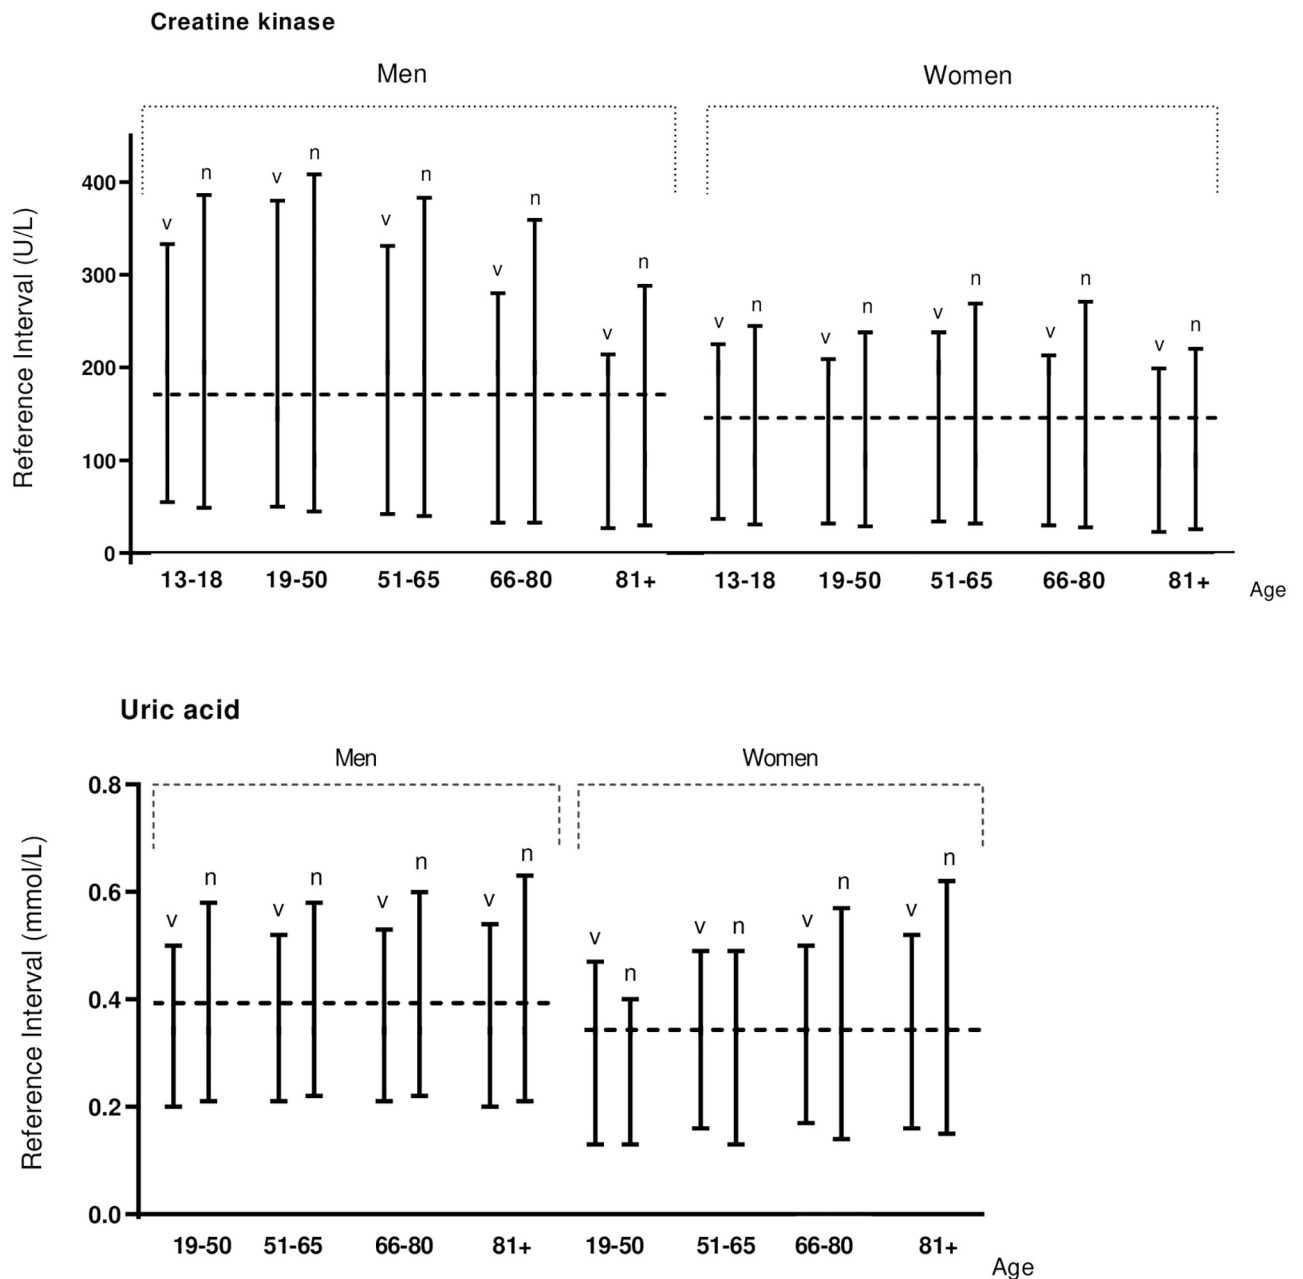 Creatine kinase
Men
Women
Reference Interval (U/L)
400
300
200
100
0
v n v n v n v n v n v n v n v n v n v n
13-18 19-50 51-65 66-80 81+ 13-18 19-50 51-65 66-80 81+
Age
Uric acid
Men
Women
Reference Interval (mmol/L)
0.8
0.6
0.4
0.2
0.0
v n v n v n v n v n v n v n v n
19-50 51-65 66-80 81+ 19-50 51-65 66-80 81+
Age